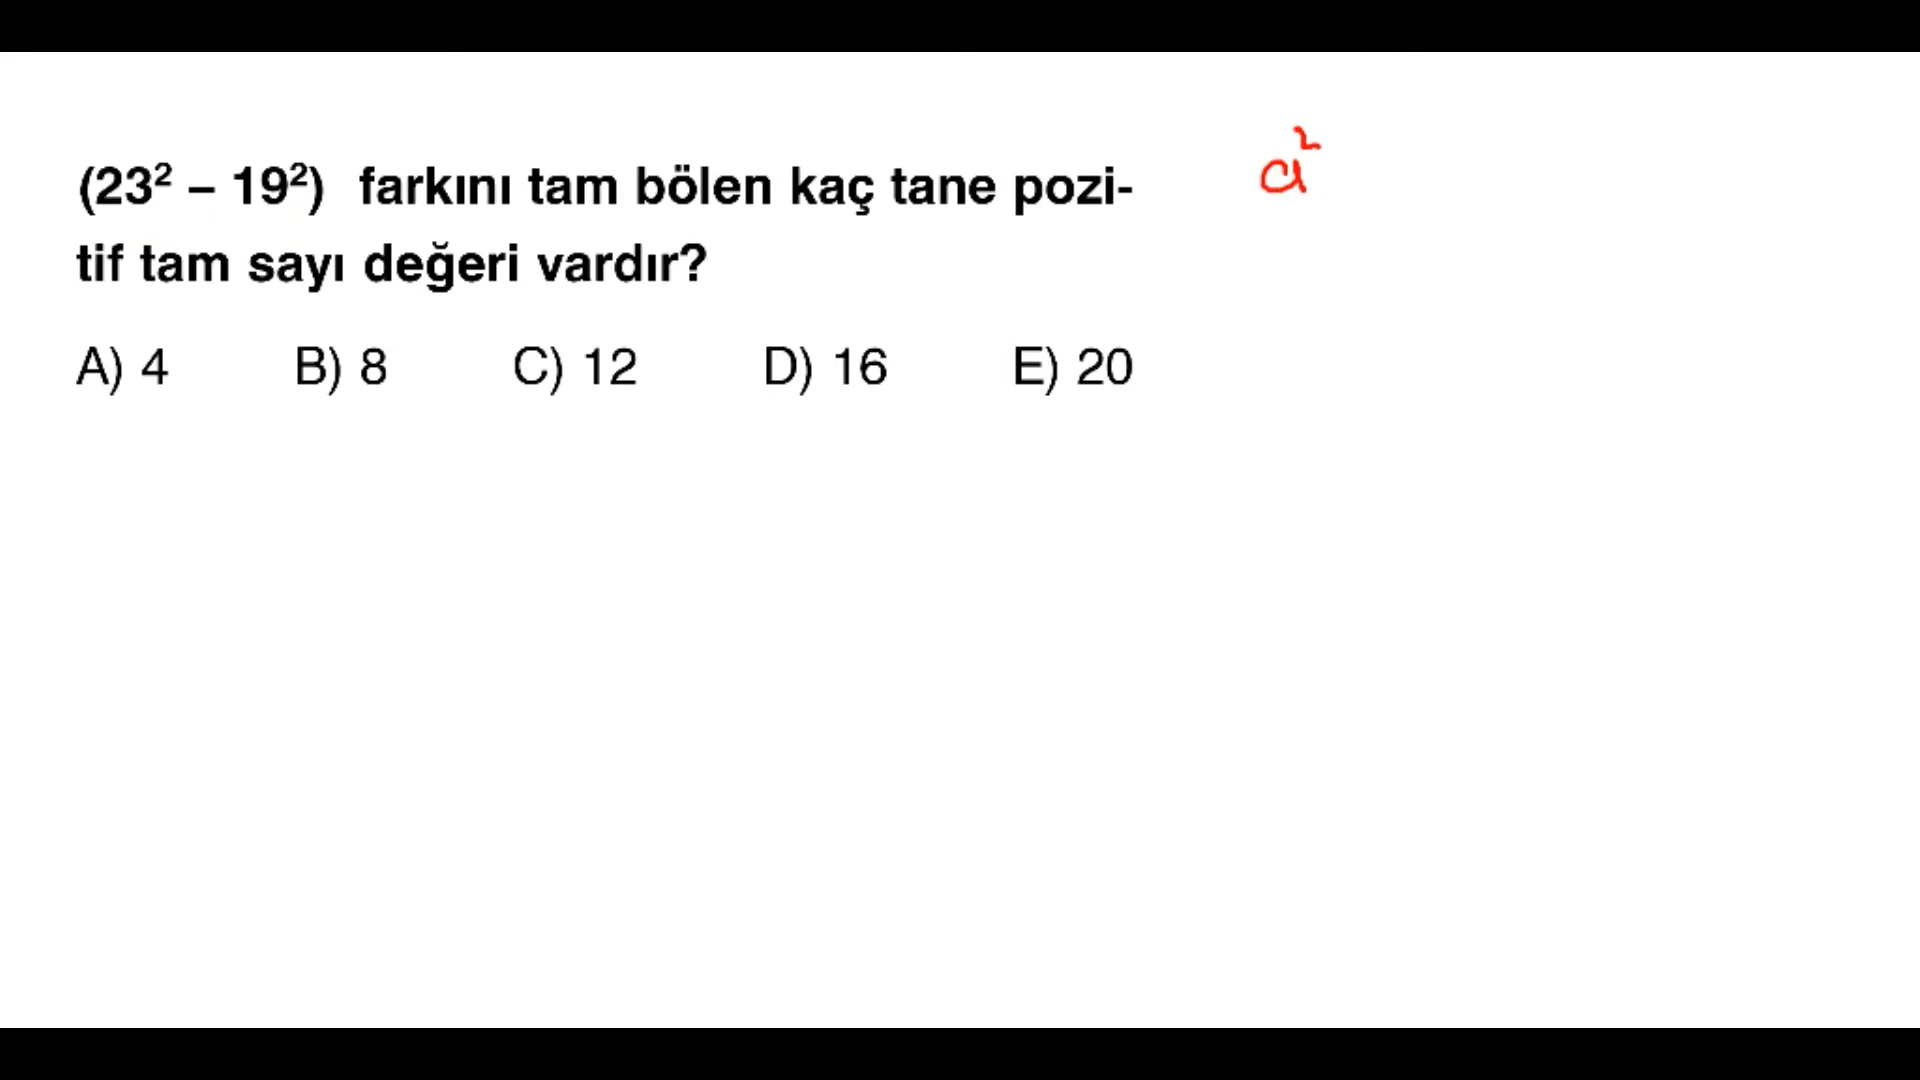 (23² – 19²) farkını tam bölen kaç tane pozi-
tif tam sayı değeri vardır?
A) 4 B) 8 C) 12 D) 16 E) 20
a²